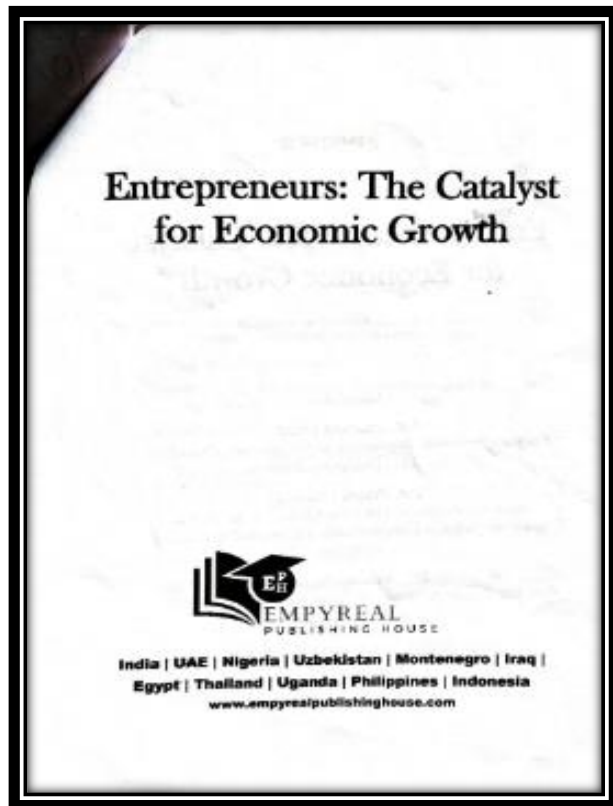 Entrepreneurs: The Catalyst
for Economic Growth
EPH
EMPYREAL
PUBLISHING HOUSE
India | UAE | Nigeria | Uzbekistan | Montenegro | Iraq |
Egypt | Thailand | Uganda | Philippines | Indonesia
www.empyrealpublishinghouse.com